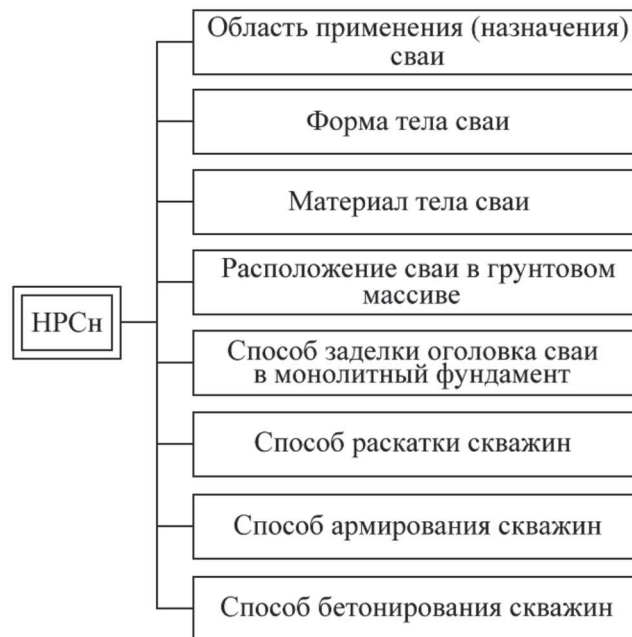 Область применения (назначения)
сваи
Форма тела сваи
Материал тела сваи
Расположение сваи в грунтовом
массиве
НРСн
Способ заделки оголовка сваи
в монолитный фундамент
Способ раскатки скважин
Способ армирования скважин
Способ бетонирования скважин